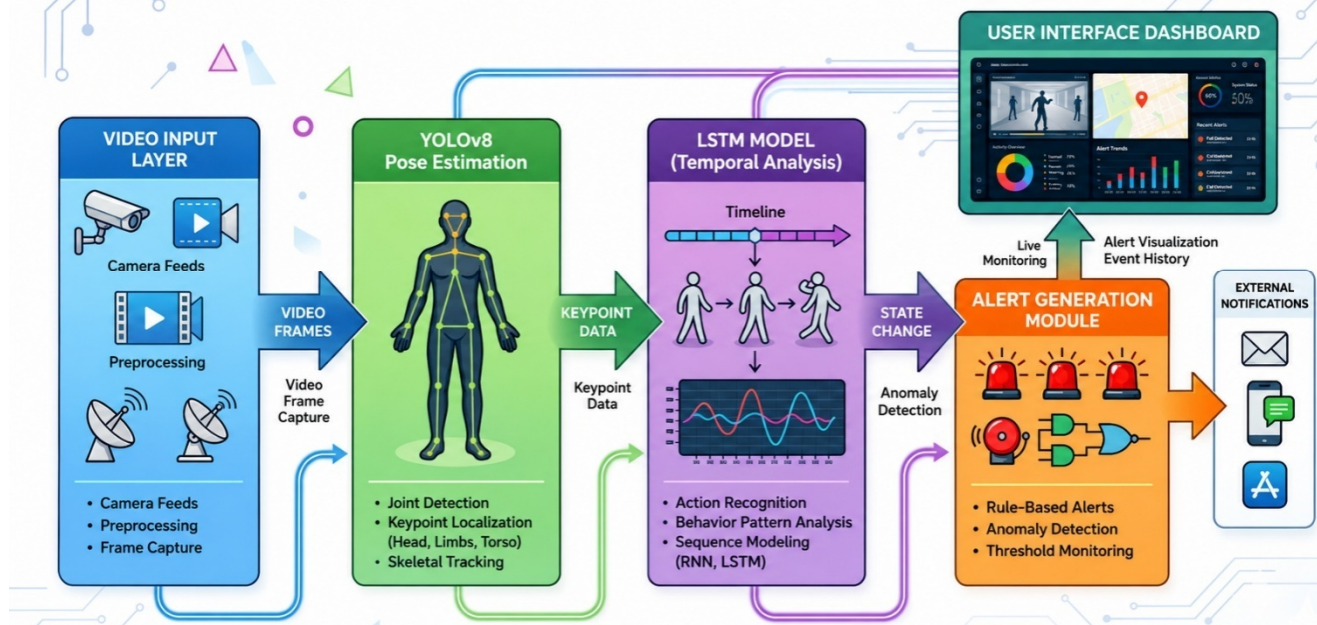 USER INTERFACE DASHBOARD
Alert Trends
VIDEO INPUT
LAYER
Camera Feeds
Preprocessing
• Camera Feeds
• Preprocessing
• Frame Capture
VIDEO
FRAMES
Video
Frame
Capture
YOLOv8
Pose Estimation
• Joint Detection
• Keypoint Localization
(Head, Limbs, Torso)
• Skeletal Tracking
KEYPOINT
DATA
Keypoint
Data
LSTM MODEL
(Temporal Analysis)
Timeline
• Action Recognition
• Behavior Pattern Analysis
• Sequence Modeling
(RNN, LSTM)
STATE
CHANGE
Anomaly
Detection
Live
Monitoring
Alert Visualization
Event History
ALERT GENERATION
MODULE
• Rule-Based Alerts
• Anomaly Detection
• Threshold Monitoring
EXTERNAL
NOTIFICATIONS